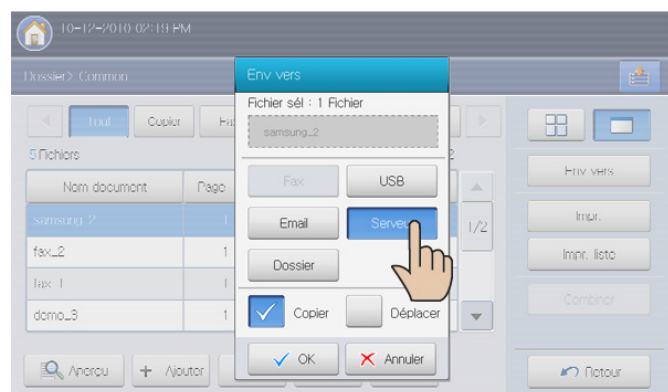 10-12-2010 02:19 PM
Dossier> Common
Env vers
Fichier sél : 1 Fichier
samsung_2
Tout
Copier
5 Fichiers
Nom document
Page
samsung_2
1
fax_2
1
fax_1
1
demo_3
1
1/2
Fax
USB
Email
Serveur
Dossier
Copier
Déplacer
OK
Annuler
Aperçu
+ Ajouter
Env vers
Impr.
Impr. liste
Combiner
Retour